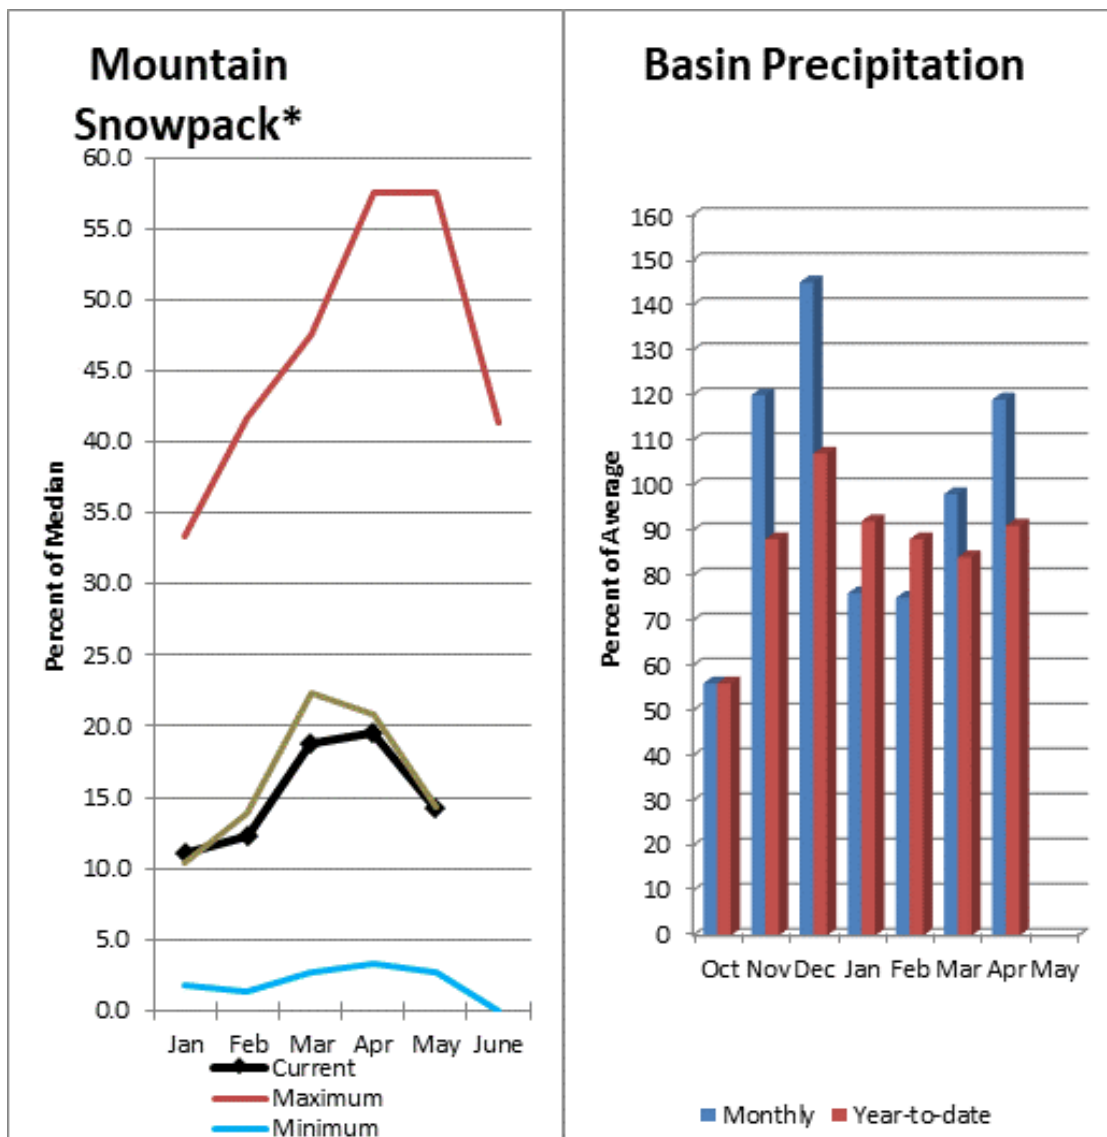 Mountain
Snowpack*
60.0
55.0
50.0
45.0
40.0
35.0
30.0
25.0
20.0
15.0
10.0
5.0
0.0
Percent of Median
Jan Feb Mar Apr May June
Current
Maximum
Minimum
Basin Precipitation
160
150
140
130
120
110
100
90
80
70
60
50
40
30
20
10
0
Percent of Average
Oct Nov Dec Jan Feb Mar Apr May
Monthly Year-to-date